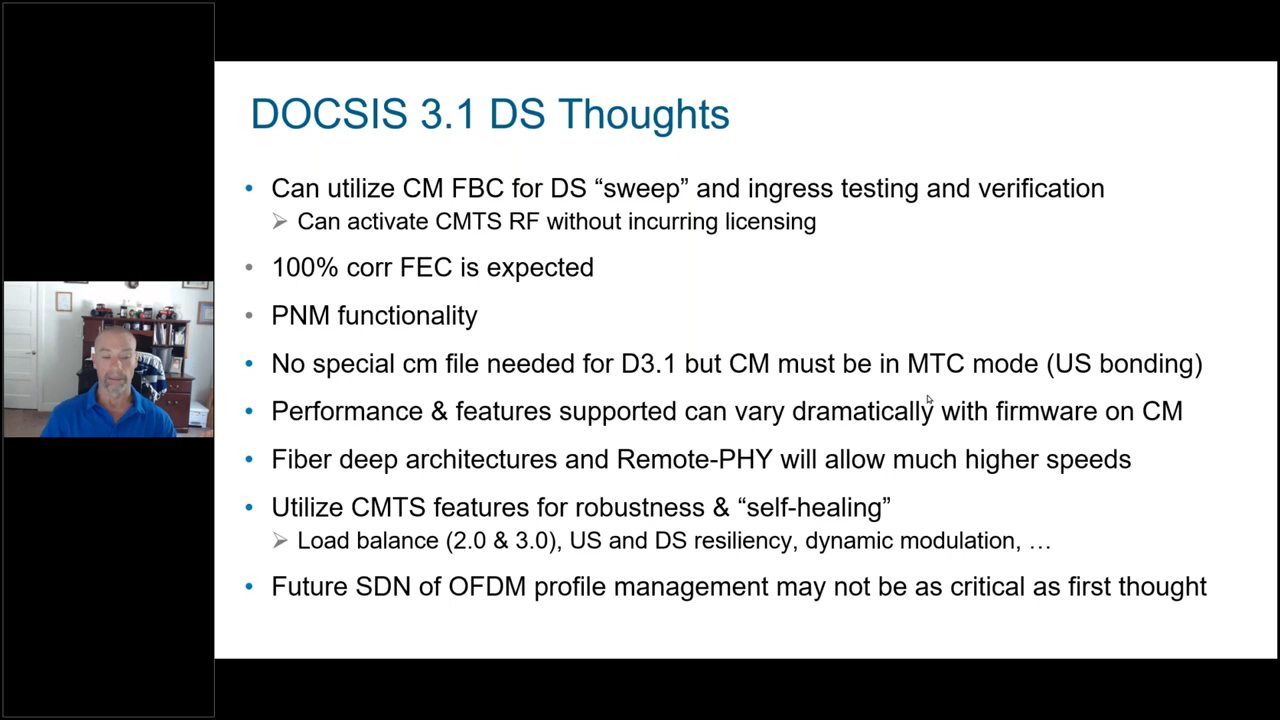 DOCSIS 3.1 DS Thoughts
• Can utilize CM FBC for DS “sweep” and ingress testing and verification
➢ Can activate CMTS RF without incurring licensing
• 100% corr FEC is expected
• PNM functionality
• No special cm file needed for D3.1 but CM must be in MTC mode (US bonding)
• Performance & features supported can vary dramatically with firmware on CM
• Fiber deep architectures and Remote-PHY will allow much higher speeds
• Utilize CMTS features for robustness & “self-healing”
➢ Load balance (2.0 & 3.0), US and DS resiliency, dynamic modulation, …
• Future SDN of OFDM profile management may not be as critical as first thought